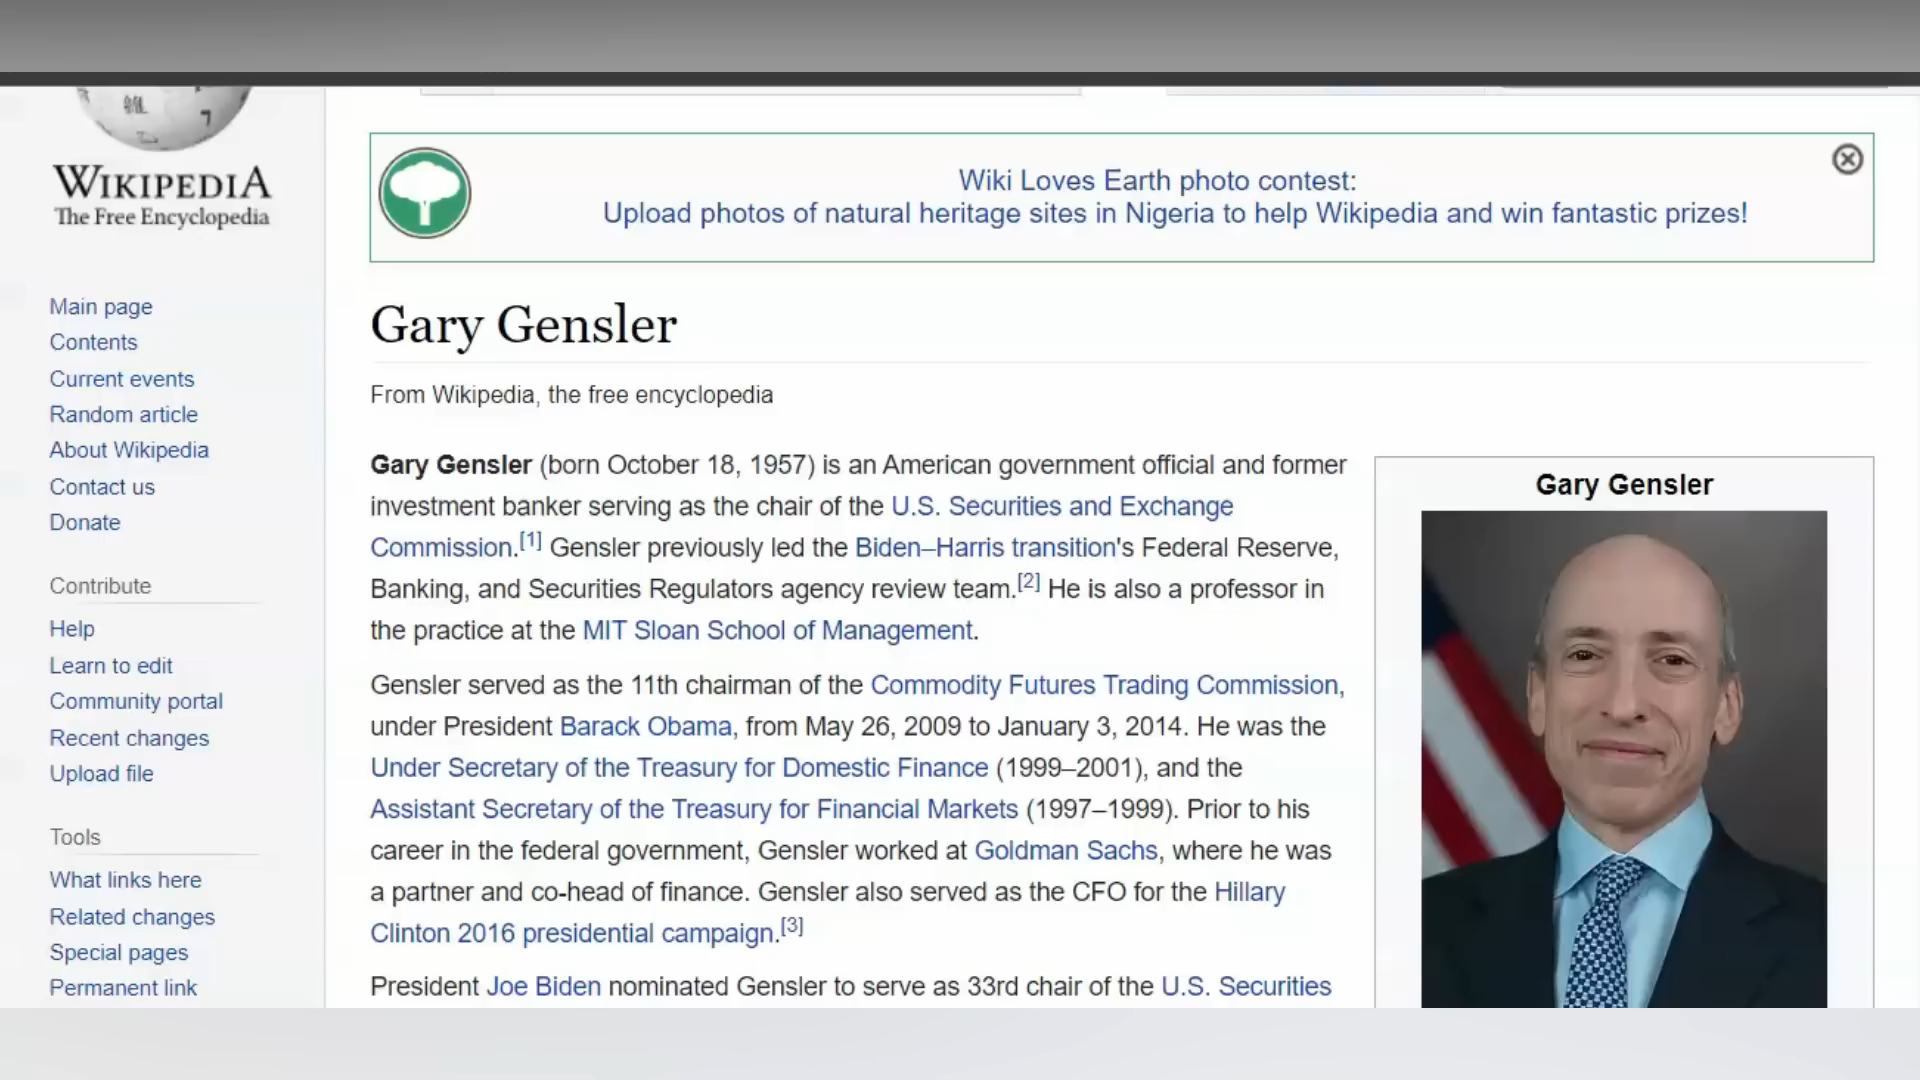 WIKIPEDIA
The Free Encyclopedia
Main page
Contents
Current events
Random article
About Wikipedia
Contact us
Donate
Contribute
Help
Learn to edit
Community portal
Recent changes
Upload file
Tools
What links here
Related changes
Special pages
Permanent link
Wiki Loves Earth photo contest:
Upload photos of natural heritage sites in Nigeria to help Wikipedia and win fantastic prizes!
Gary Gensler
From Wikipedia, the free encyclopedia
Gary Gensler (born October 18, 1957) is an American government official and former
investment banker serving as the chair of the U.S. Securities and Exchange
Commission.[1] Gensler previously led the Biden–Harris transition's Federal Reserve,
Banking, and Securities Regulators agency review team.[2] He is also a professor in
the practice at the MIT Sloan School of Management.
Gensler served as the 11th chairman of the Commodity Futures Trading Commission,
under President Barack Obama, from May 26, 2009 to January 3, 2014. He was the
Under Secretary of the Treasury for Domestic Finance (1999–2001), and the
Assistant Secretary of the Treasury for Financial Markets (1997–1999). Prior to his
career in the federal government, Gensler worked at Goldman Sachs, where he was
a partner and co-head of finance. Gensler also served as the CFO for the Hillary
Clinton 2016 presidential campaign.[3]
President Joe Biden nominated Gensler to serve as 33rd chair of the U.S. Securities
Gary Gensler